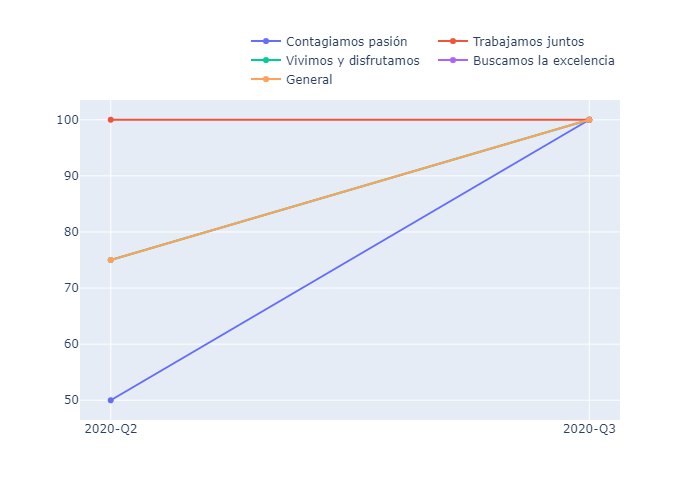 Contagiamos pasión Trabajamos juntos
Vivimos y disfrutamos Buscamos la excelencia
General
100
90
80
70
60
50
2020-Q2 2020-Q3